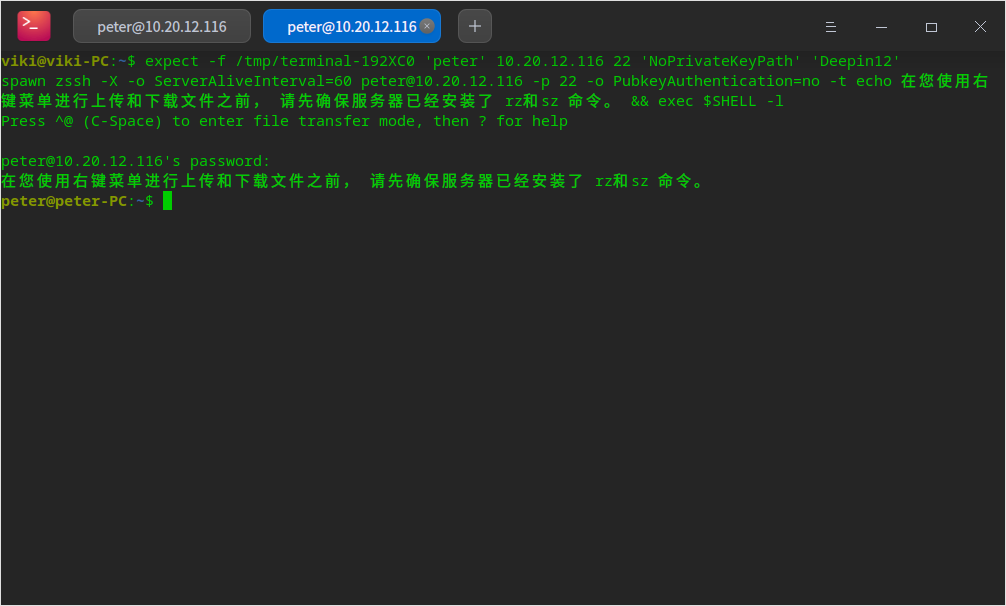 peter@10.20.12.116 peter@10.20.12.116
viki@viki-PC:~$ expect -f /tmp/terminal-192XC0 'peter' 10.20.12.116 22 'NoPrivateKeyPath' 'Deepin12'
spawn zssh -X -o ServerAliveInterval=60 peter@10.20.12.116 -p 22 -o PubkeyAuthentication=no -t echo 在您使用右
键菜单进行上传和下载文件之前， 请先确保服务器已经安装了 rz和sz 命令。 && exec $SHELL -l
Press ^@ (C-Space) to enter file transfer mode, then ? for help
peter@10.20.12.116's password:
在您使用右键菜单进行上传和下载文件之前， 请先确保服务器已经安装了 rz和sz 命令。
peter@peter-PC:~$